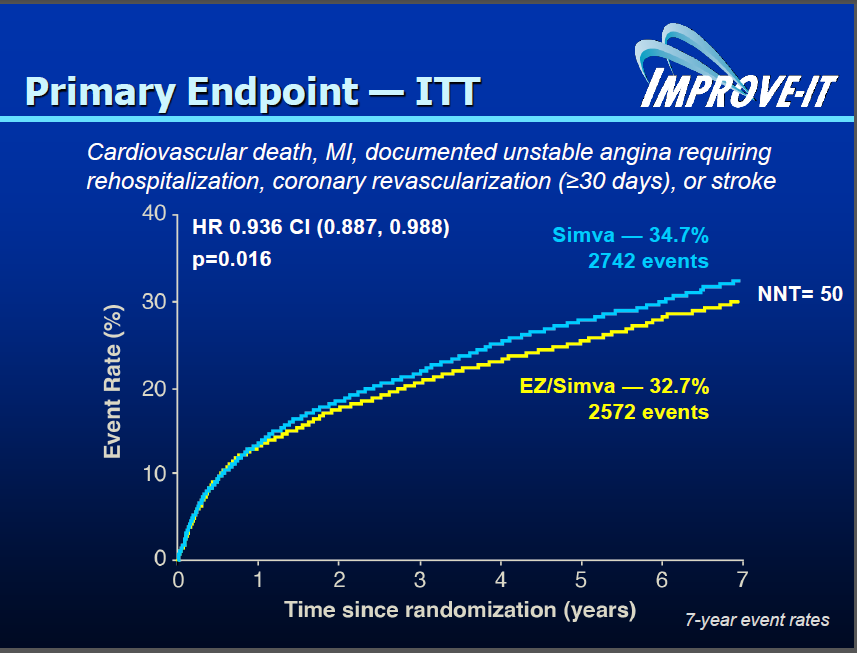 Primary Endpoint — ITT
IMPROVE-IT
Cardiovascular death, MI, documented unstable angina requiring
rehospitalization, coronary revascularization (≥30 days), or stroke
HR 0.936 CI (0.887, 0.988)
p=0.016
Simva — 34.7%
2742 events
NNT= 50
EZ/Simva — 32.7%
2572 events
Event Rate (%)
40
30
20
10
0
0 1 2 3 4 5 6 7
Time since randomization (years)
7-year event rates